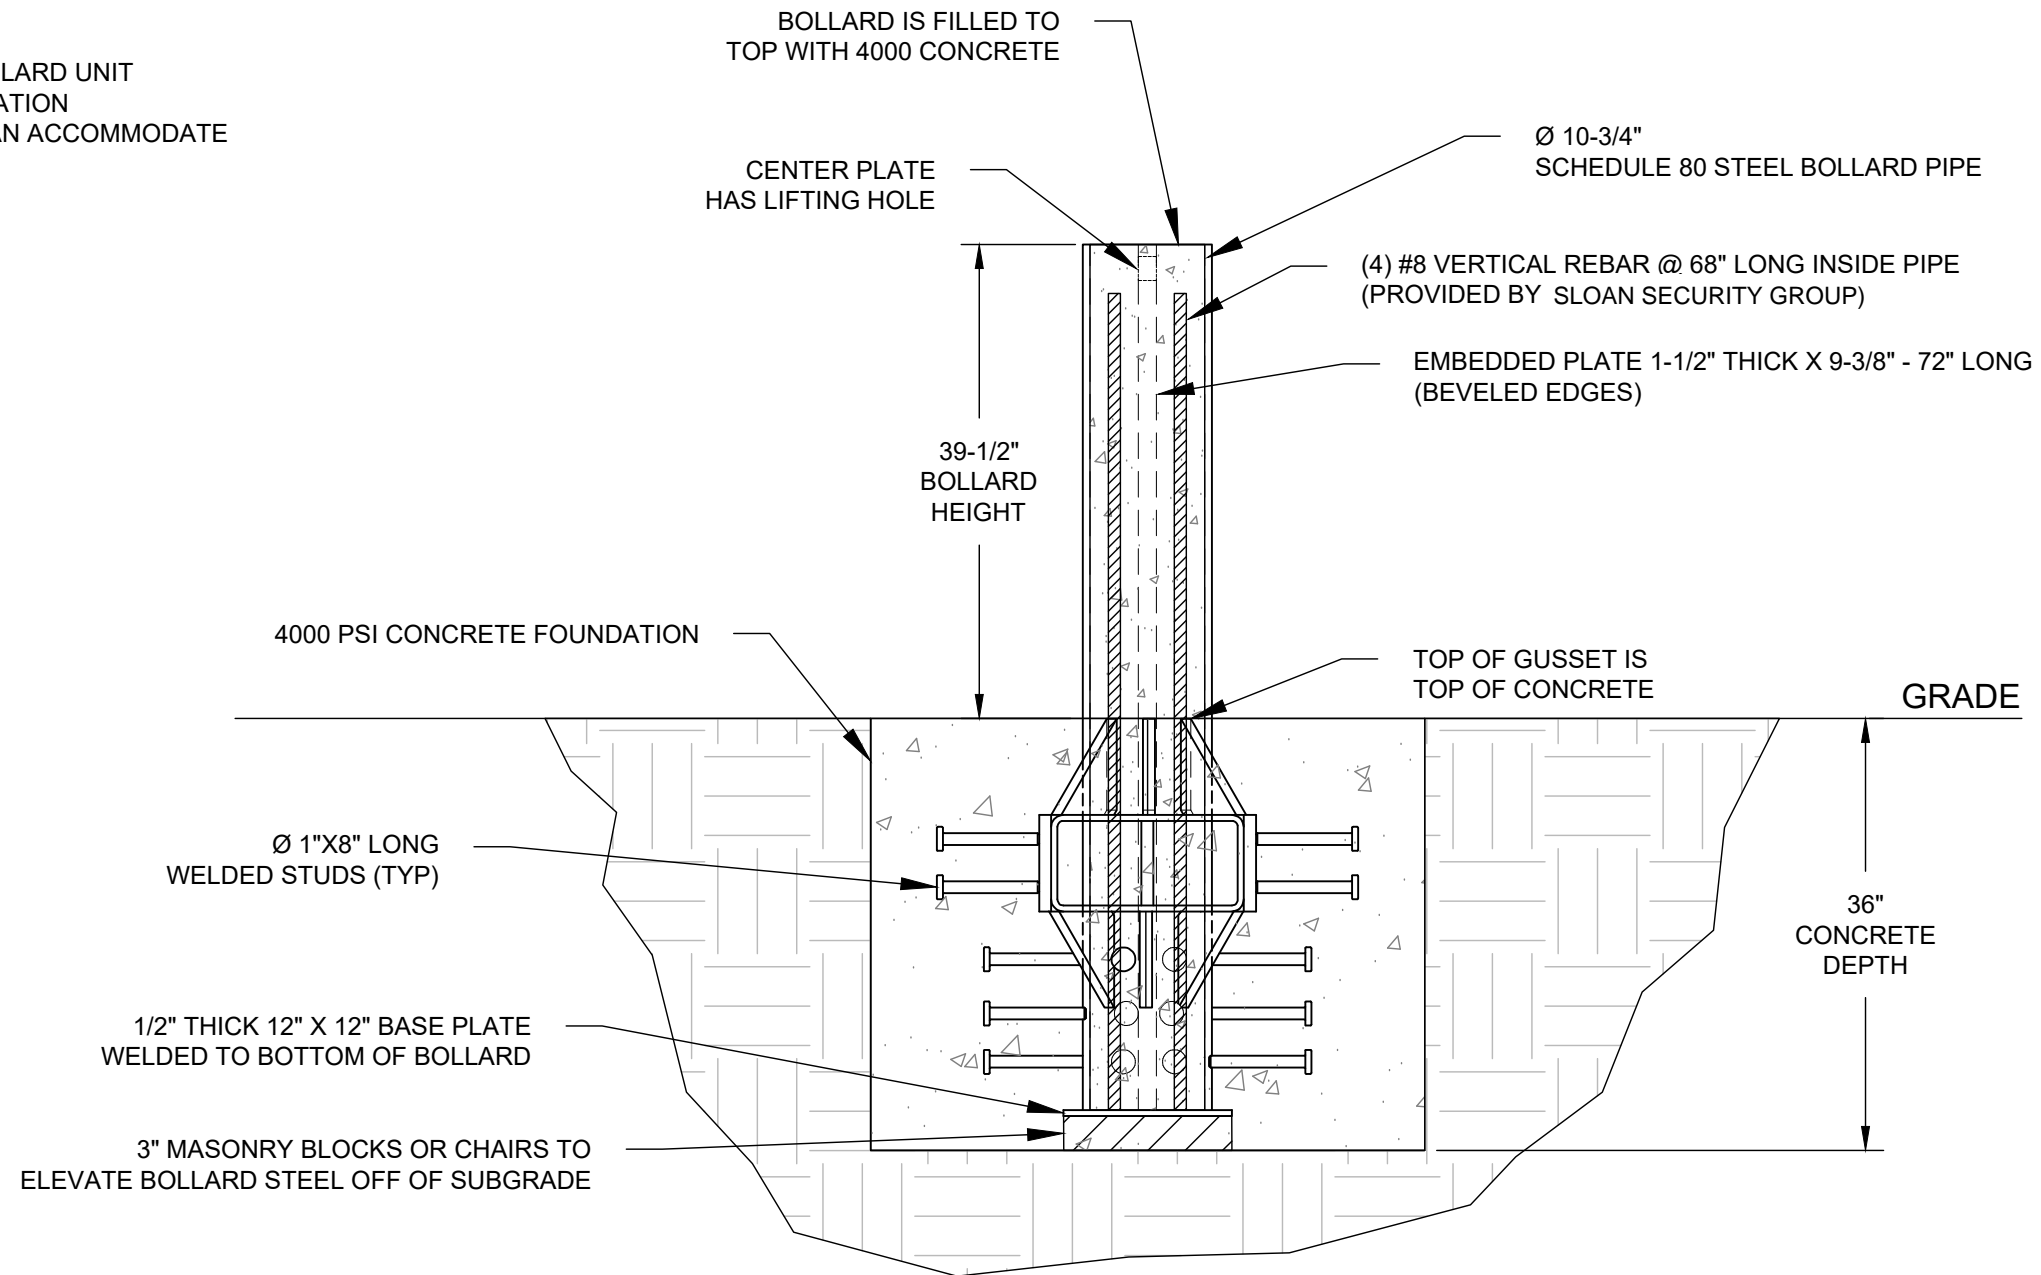 LARD UNIT
ATION
AN ACCOMMODATE
BOLLARD IS FILLED TO
TOP WITH 4000 CONCRETE
CENTER PLATE
HAS LIFTING HOLE
Ø 10-3/4"
SCHEDULE 80 STEEL BOLLARD PIPE
(4) #8 VERTICAL REBAR @ 68" LONG INSIDE PIPE
(PROVIDED BY SLOAN SECURITY GROUP)
EMBEDDED PLATE 1-1/2" THICK X 9-3/8" - 72" LONG
(BEVELED EDGES)
39-1/2"
BOLLARD
HEIGHT
4000 PSI CONCRETE FOUNDATION
TOP OF GUSSET IS
TOP OF CONCRETE
GRADE
Ø 1"X8" LONG
WELDED STUDS (TYP)
36"
CONCRETE
DEPTH
1/2" THICK 12" X 12" BASE PLATE
WELDED TO BOTTOM OF BOLLARD
3" MASONRY BLOCKS OR CHAIRS TO
ELEVATE BOLLARD STEEL OFF OF SUBGRADE